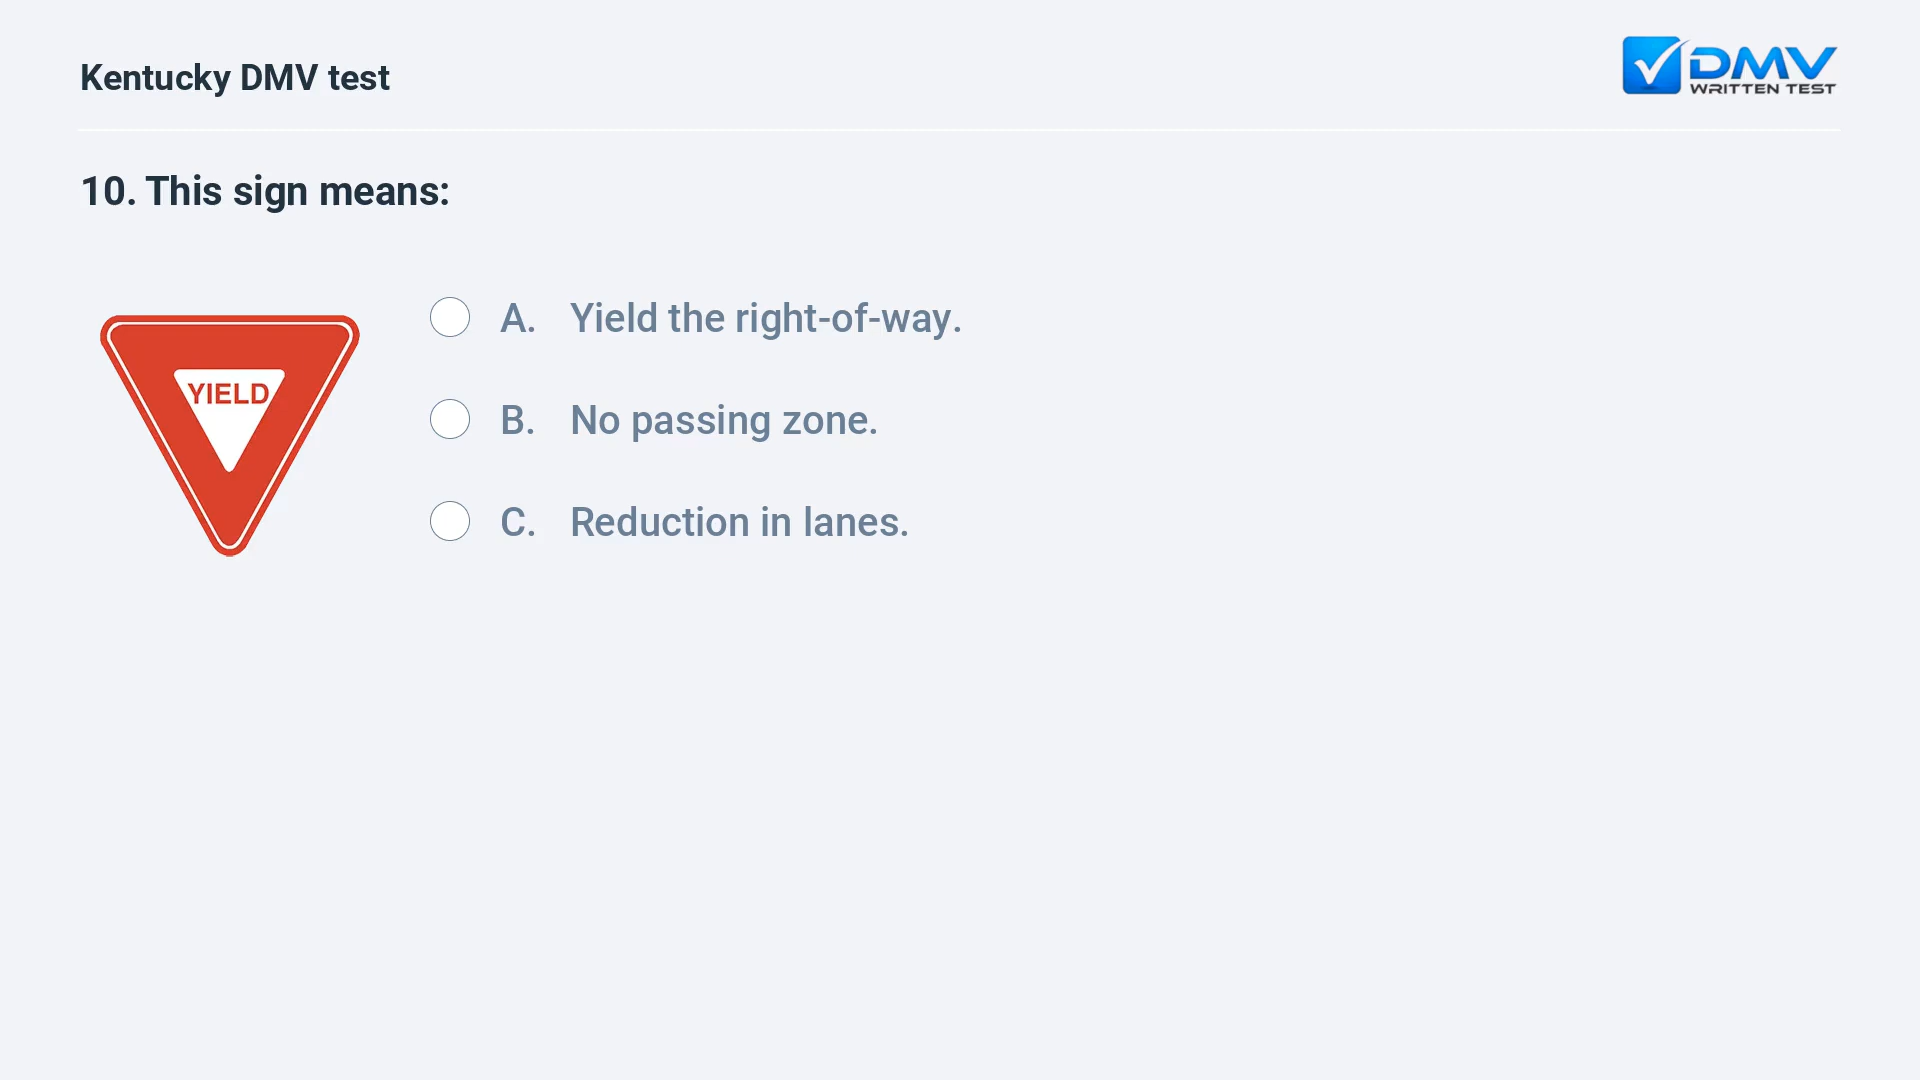 Kentucky DMV test
DMV
WRITTEN TEST
10. This sign means:
YIELD
A. Yield the right-of-way.
B. No passing zone.
C. Reduction in lanes.